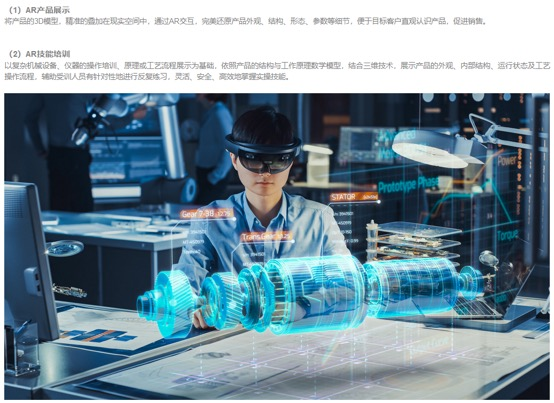 （1）AR产品展示
将产品的3D模型，精准的叠加在现实空间中，通过AR交互，完美还原产品外观、结构、形态、参数等细节，便于目标客户直观认识产品，促进销售。
（2）AR技能培训
以复杂机械设备、仪器的操作培训、原理或工艺流程展示为基础，依照产品的结构与工作原理数学模型，结合三维技术，展示产品的外观、内部结构、运行状态及工艺
操作流程，辅助受训人员有针对性地进行反复练习，灵活、安全、高效地掌握实操技能。
Power
Prototype Phase
STATOR
Gear 7-98
Torque